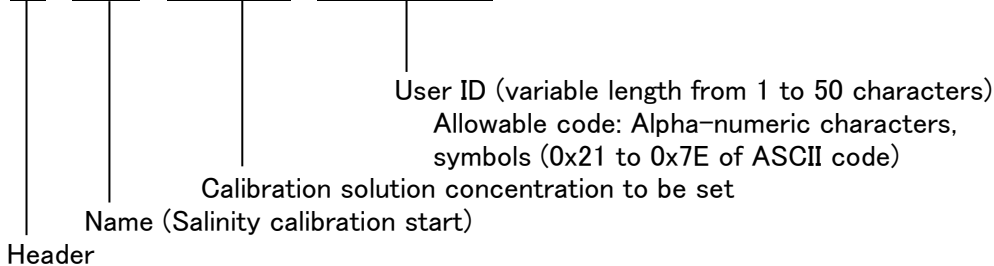 User ID (variable length from 1 to 50 characters)
Allowable code: Alpha-numeric characters,
symbols (0x21 to 0x7E of ASCII code)
Calibration solution concentration to be set
Name (Salinity calibration start)
Header